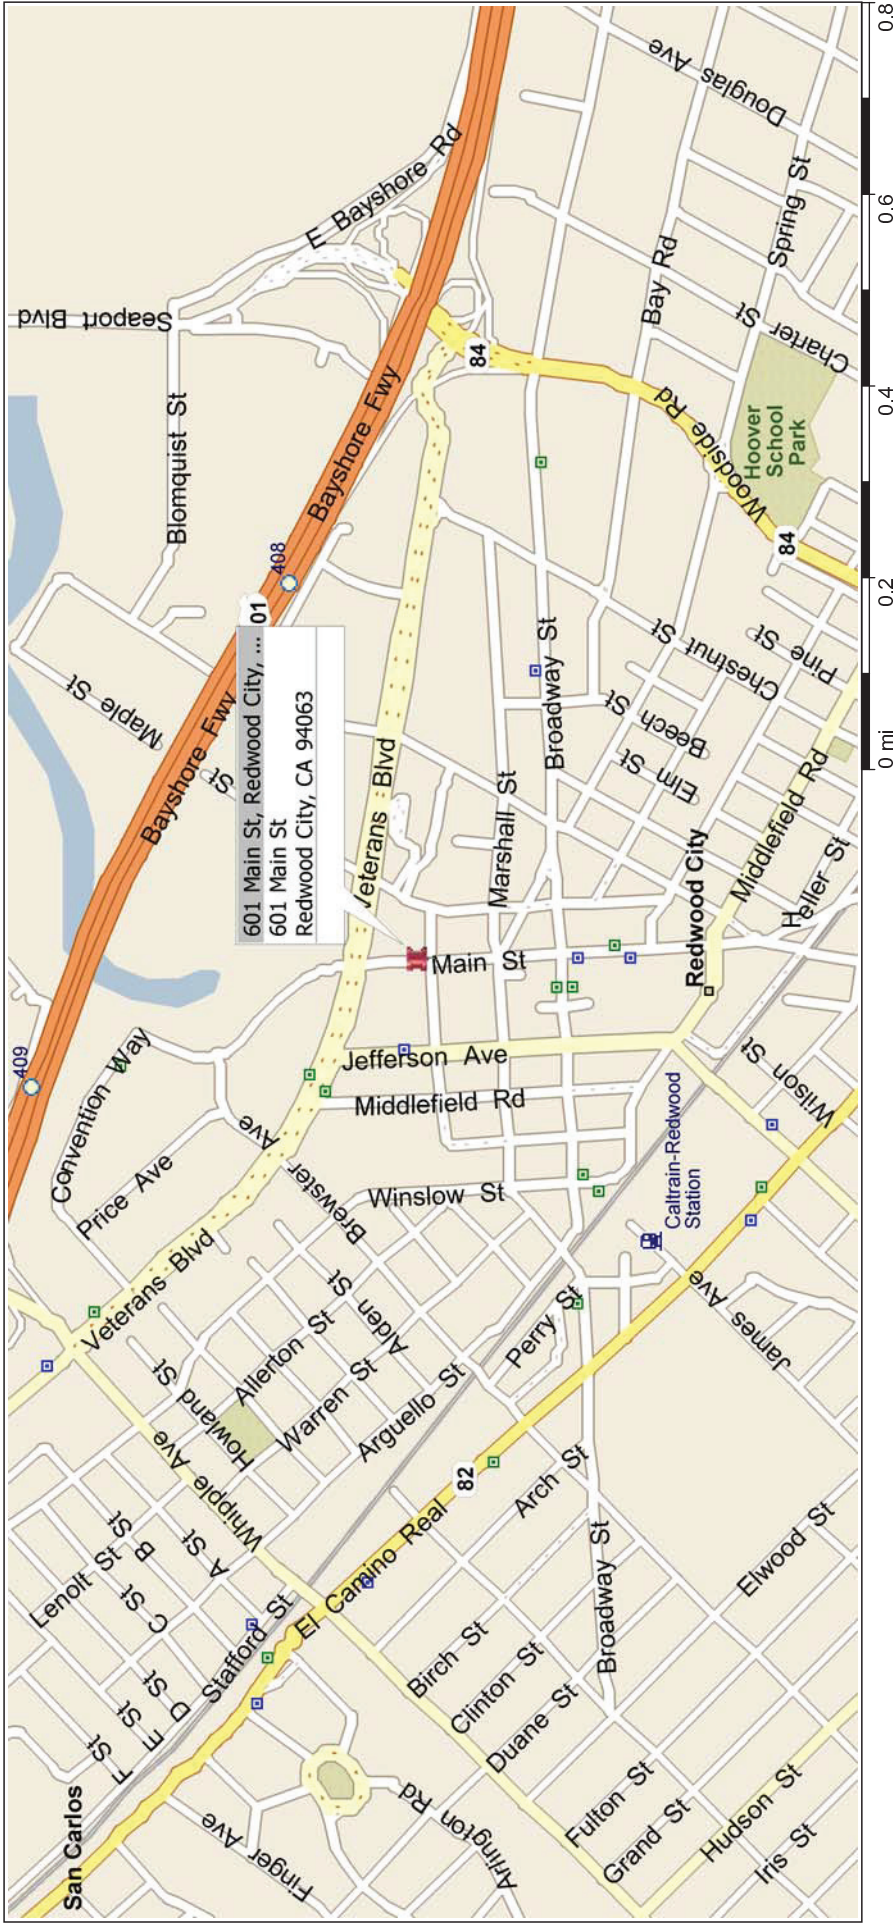 San Carlos
F St
E St
D St
C St
B St
A St
Lenolt St
Stafford St
Finger Ave
Arlington Rd
El Camino Real
82
Whipple Ave
Howland St
Allerton St
Warren St
Alden St
Arguello St
Brewster Ave
Birch St
Clinton St
Duane St
Fulton St
Grand St
Hudson St
Iris St
Arch St
Elwood St
Broadway St
Perry St
James Ave
Caltrain-Redwood
Station
Wilson St
Winslow St
Veterans Blvd
Price Ave
Convention Way
409
Middlefield Rd
Jefferson Ave
Main St
601 Main St, Redwood City, ...
601 Main St
Redwood City, CA 94063
Redwood City
Heller St
Middlefield Rd
Marshall St
Veterans Blvd
Broadway St
Elm St
Beech St
Chestnut St
Pine St
Maple St
St
Bayshore Fwy
01
408
Bayshore Fwy
Blomquist St
Seaport Blvd
E Bayshore Rd
84
Woodside Rd
84
Hoover
School
Park
Charter St
Bay Rd
Spring St
Douglas Ave
0 mi
0.2
0.4
0.6
0.8